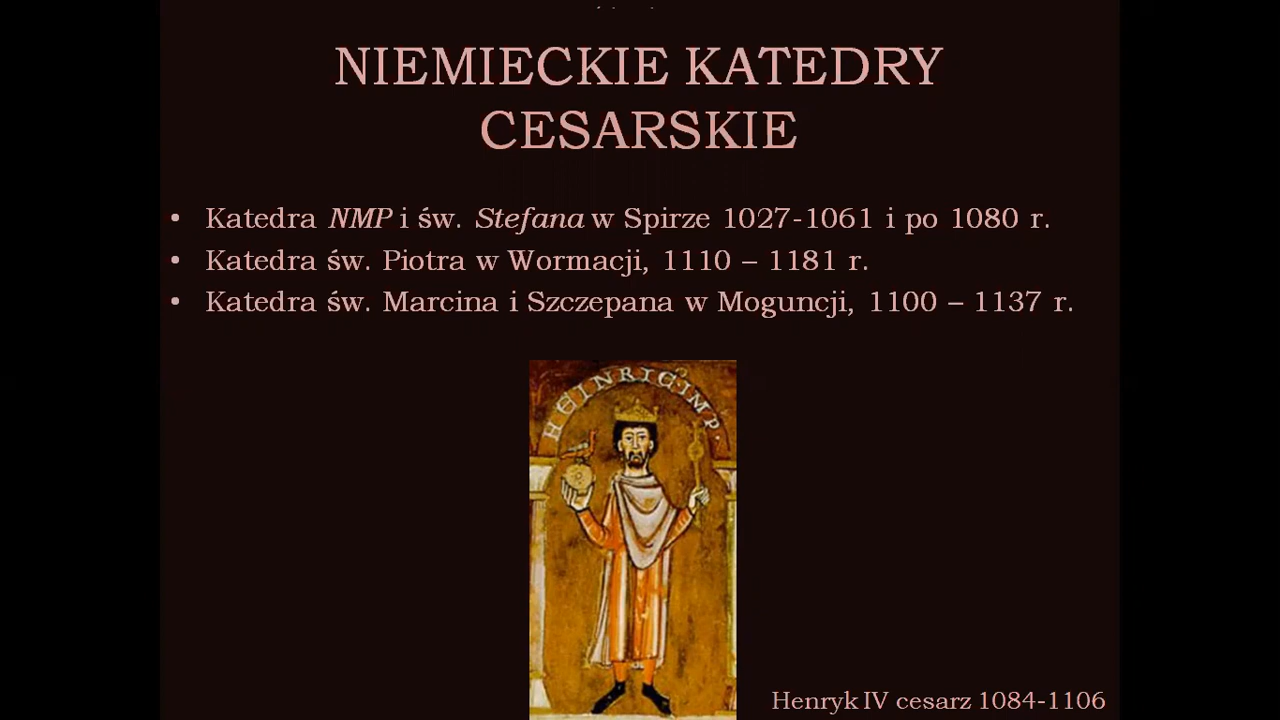 NIEMIECKIE KATEDRY
CESARSKIE
• Katedra NMP i św. Stefana w Spirze 1027-1061 i po 1080 r.
• Katedra św. Piotra w Wormacji, 1110 – 1181 r.
• Katedra św. Marcina i Szczepana w Moguncji, 1100 – 1137 r.
HEINRIC IMP.
Henryk IV cesarz 1084-1106